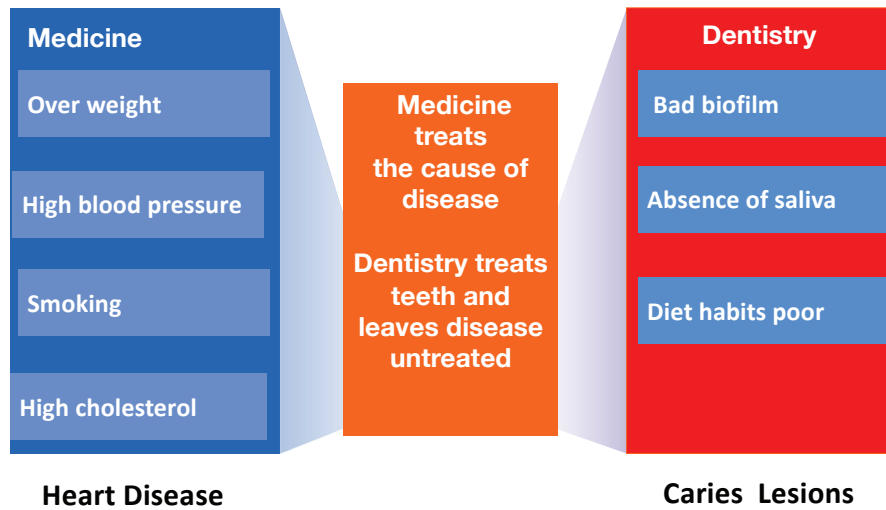 Medicine
Over weight
High blood pressure
Smoking
High cholesterol
Heart Disease
Medicine
treats
the cause of
disease
Dentistry treats
teeth and
leaves disease
untreated
Dentistry
Bad biofilm
Absence of saliva
Diet habits poor
Caries Lesions